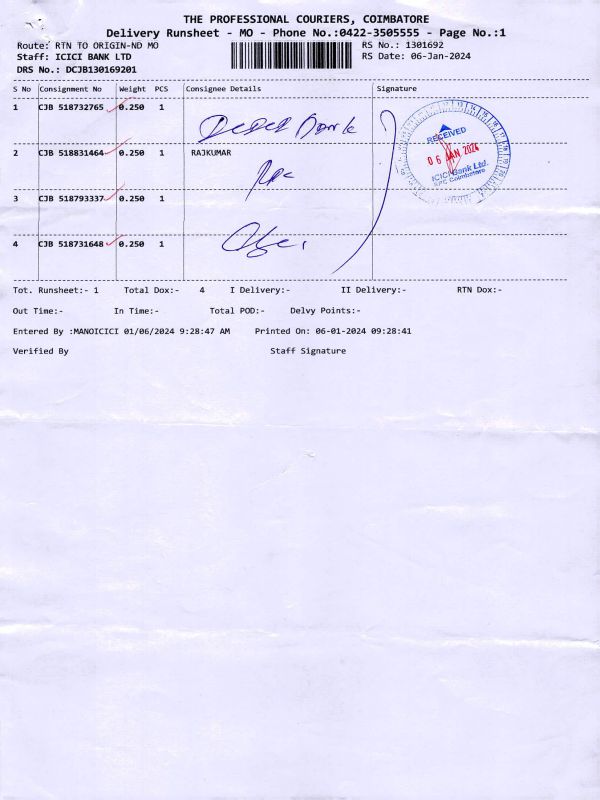 THE PROFESSIONAL COURIERS, COIMBATORE
Delivery Runsheet - MO - Phone No.:0422-3505555 - Page No.:1
Route: RTN TO ORIGIN-ND MO RS No.: 1301692
Staff: ICICI BANK LTD RS Date: 06-Jan-2024
DRS No.: DCJB130169201
S No Consignment No Weight PCS Consignee Details Signature
1 CJB 518732765 0.250 1
2 CJB 518831464 0.250 1 RAJKUMAR
3 CJB 518793337 0.250 1
4 CJB 518731648 0.250 1
RECEIVED
06 JAN 2024
ICICI Bank Ltd.
Coimbatore
Tot. Runsheet:- 1 Total Dox:- 4 I Delivery:- II Delivery:- RTN Dox:-
Out Time:- In Time:- Total POD:- Delvy Points:-
Entered By :MANOICICI 01/06/2024 9:28:47 AM Printed On: 06-01-2024 09:28:41
Verified By Staff Signature